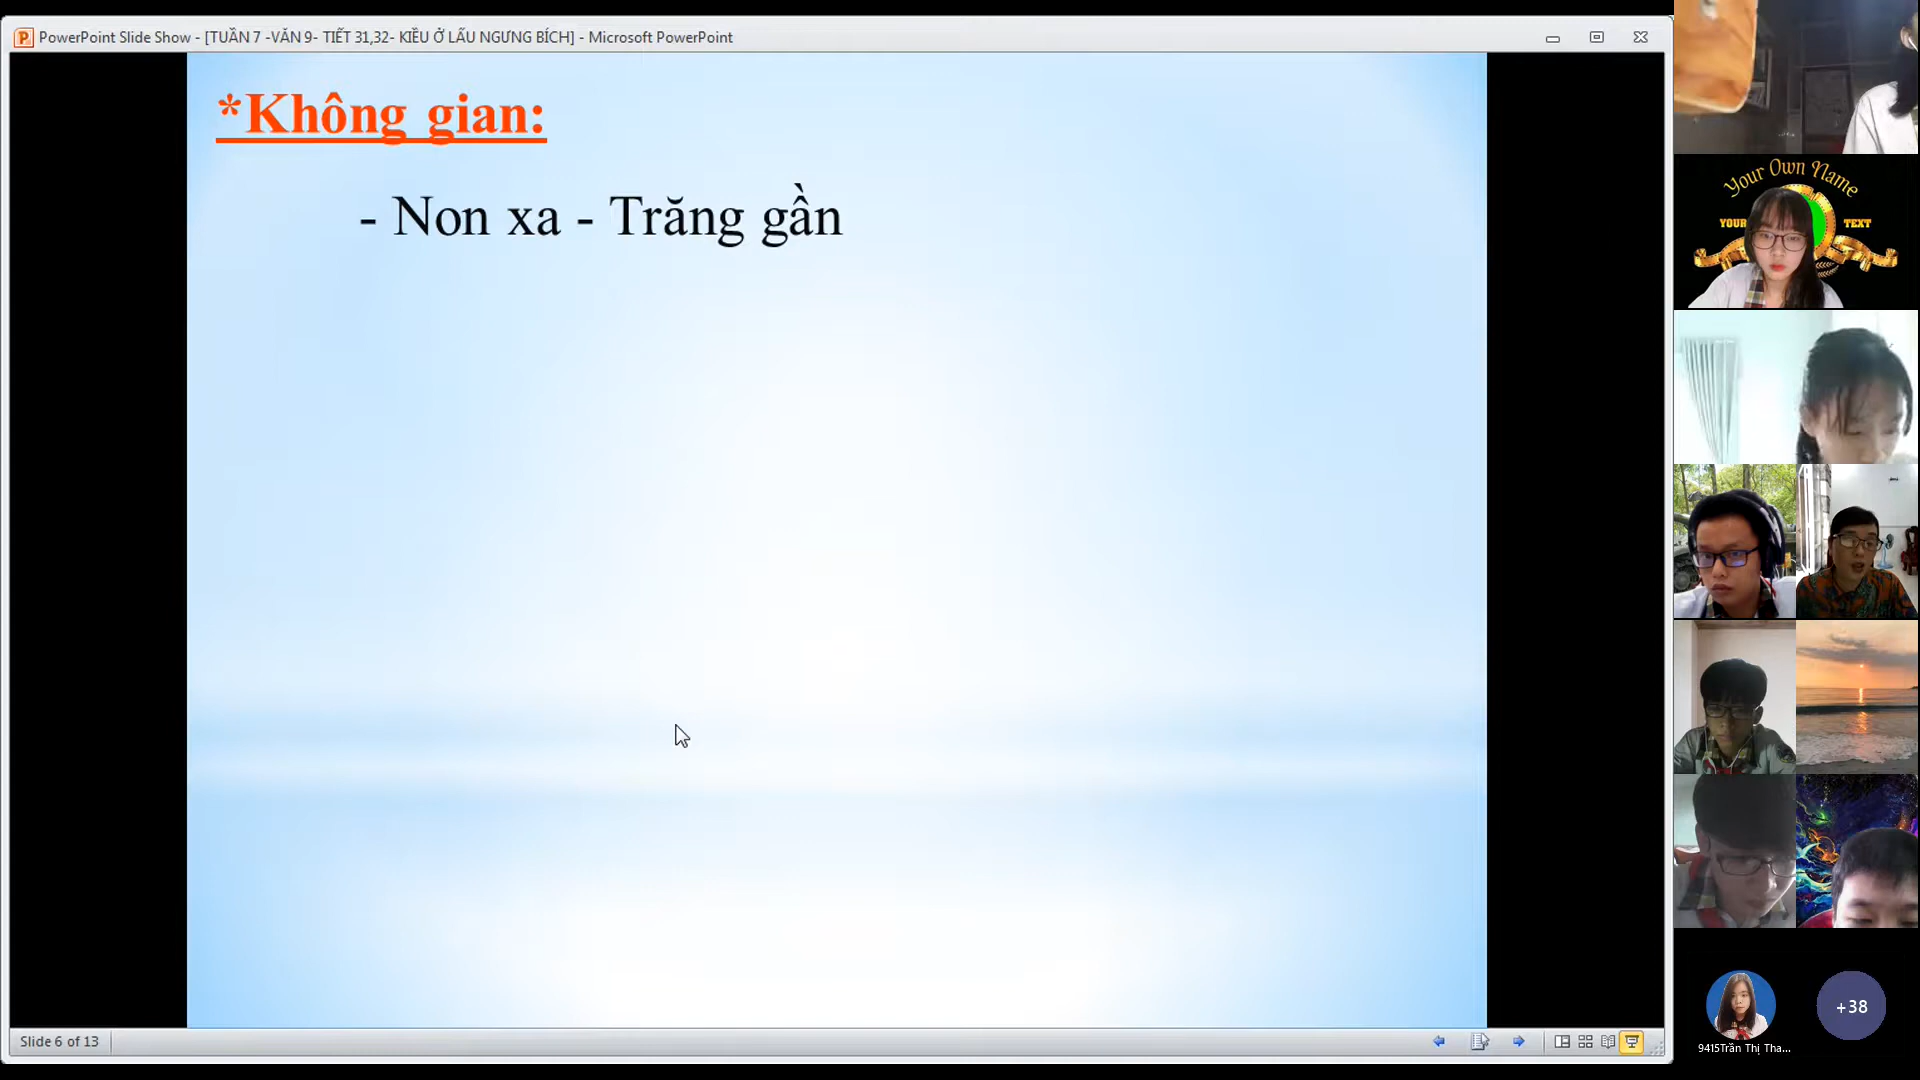 PowerPoint Slide Show - [TUẦN 7 -VĂN 9- TIẾT 31,32- KIỀU Ở LẤU NGƯNG BÍCH] - Microsoft PowerPoint
*Không gian:
- Non xa - Trăng gần
Slide 6 of 13
Your Own Name
YOUR TEXT
+38
9415Trần Thị Tha...